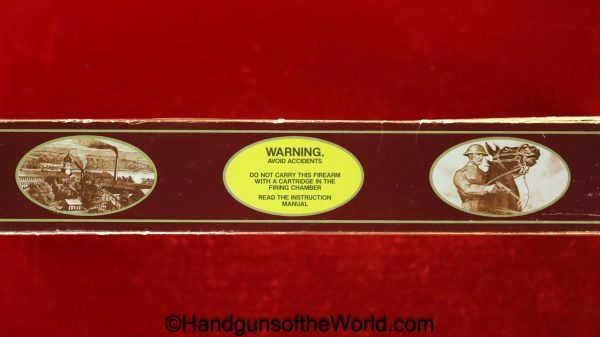 WARNING.
AVOID ACCIDENTS
DO NOT CARRY THIS FIREARM
WITH A CARTRIDGE IN THE
FIRING CHAMBER
READ THE INSTRUCTION
MANUAL
©HandgunsoftheWorld.com